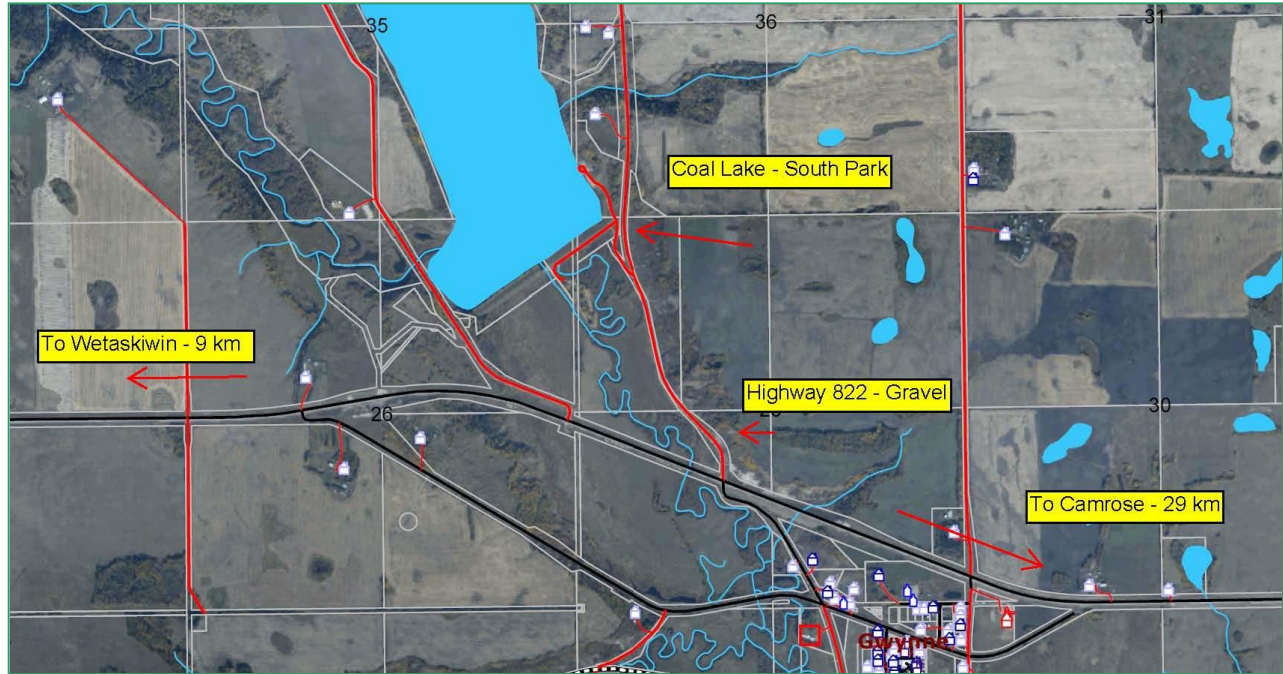 35
36
31
Coal Lake - South Park
To Wetaskiwin - 9 km
Highway 822 - Gravel
26
30
To Camrose - 29 km
Gwynne